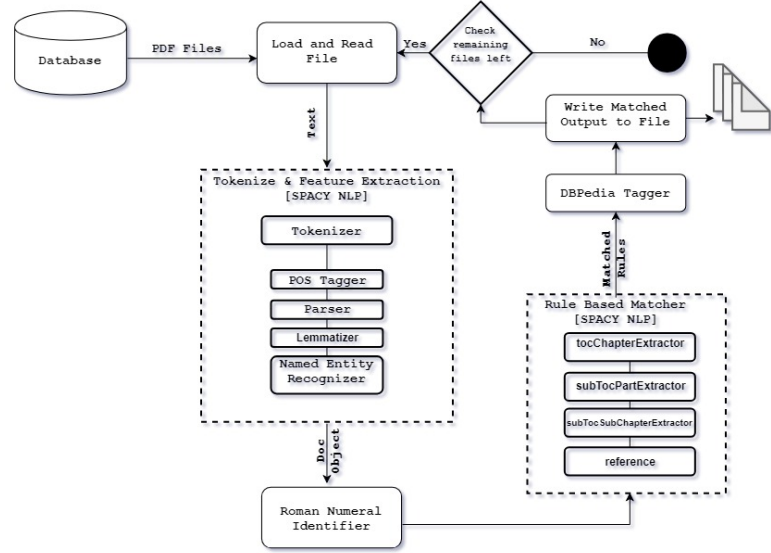 Database
PDF Files
Load and Read
File
Yes
Check
remaining
files left
No
Write Matched
Output to File
Text
DBPedia Tagger
Matched
Rules
Tokenize & Feature Extraction
[SPACY NLP]
Tokenizer
POS Tagger
Parser
Lemmatizer
Named Entity
Recognizer
Rule Based Matcher
[SPACY NLP]
tocChapterExtractor
subTocPartExtractor
subTocSubChapterExtractor
reference
Doc
Object
Roman Numeral
Identifier